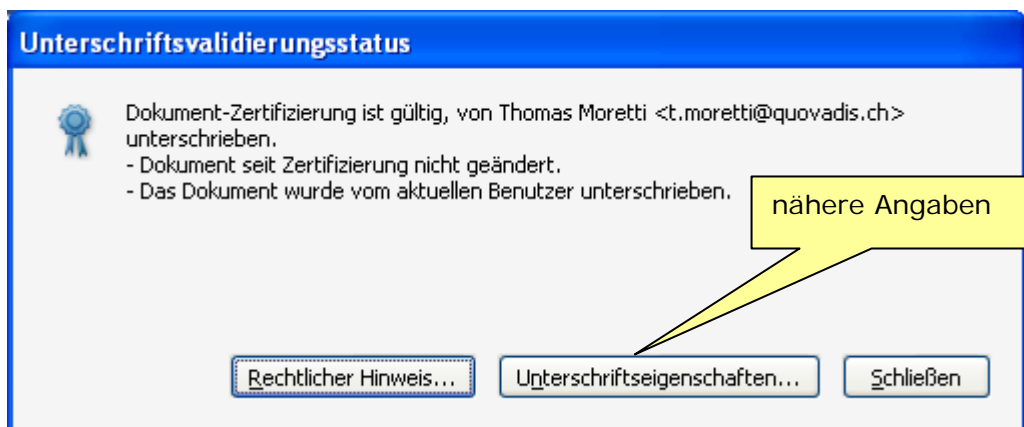 Unterschriftsvalidierungsstatus
Dokument-Zertifizierung ist gültig, von Thomas Moretti <t.moretti@quovadis.ch>
unterschrieben.
- Dokument seit Zertifizierung nicht geändert.
- Das Dokument wurde vom aktuellen Benutzer unterschrieben.
nähere Angaben
Rechtlicher Hinweis...
Unterschriftseigenschaften...
Schließen